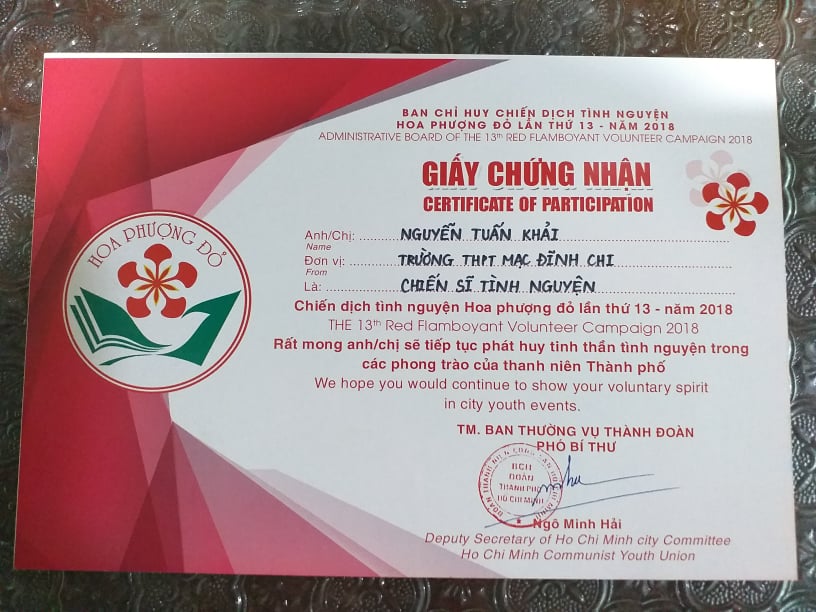 BAN CHỈ HUY CHIẾN DỊCH TÌNH NGUYỆN
HOA PHƯỢNG ĐỎ LẦN THỨ 13 - NĂM 2018
ADMINISTRATIVE BOARD OF THE 13th RED FLAMBOYANT VOLUNTEER CAMPAIGN 2018
GIẤY CHỨNG NHẬN
CERTIFICATE OF PARTICIPATION
HOA PHƯỢNG ĐỎ
Anh/Chị: NGUYỄN TUẤN KHẢI
Name
Đơn vị: TRƯỜNG THPT MẠC ĐĨNH CHI
From
Là: CHIẾN SĨ TÌNH NGUYỆN
Chiến dịch tình nguyện Hoa phượng đỏ lần thứ 13 - năm 2018
THE 13th Red Flamboyant Volunteer Campaign 2018
Rất mong anh/chị sẽ tiếp tục phát huy tinh thần tình nguyện trong
các phong trào của thanh niên Thành phố
We hope you would continue to show your voluntary spirit
in city youth events.
TM. BAN THƯỜNG VỤ THÀNH ĐOÀN
PHÓ BÍ THƯ
BCH
ĐOÀN
THÀNH PHỐ
HỒ CHÍ MINH
Ngô Minh Hải
Deputy Secretary of Ho Chi Minh city Committee
Ho Chi Minh Communist Youth Union